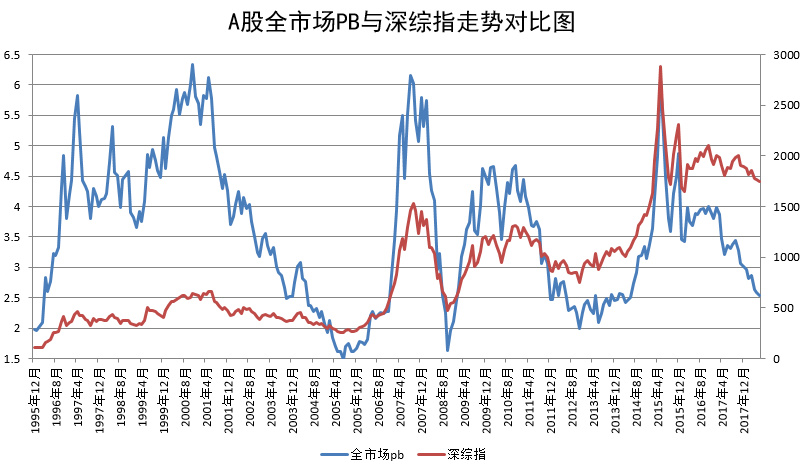 A股全市场PB与深综指走势对比图
6.5
6
5.5
5
4.5
4
3.5
3
2.5
2
1.5
3000
2500
2000
1500
1000
500
0
1995年12月
1996年8月
1997年4月
1997年12月
1998年8月
1999年4月
1999年12月
2000年8月
2001年4月
2001年12月
2002年8月
2003年4月
2003年12月
2004年8月
2005年4月
2005年12月
2006年8月
2007年4月
2007年12月
2008年8月
2009年4月
2009年12月
2010年8月
2011年4月
2011年12月
2012年8月
2013年4月
2013年12月
2014年8月
2015年4月
2015年12月
2016年8月
2017年4月
2017年12月
全市场pb
深综指